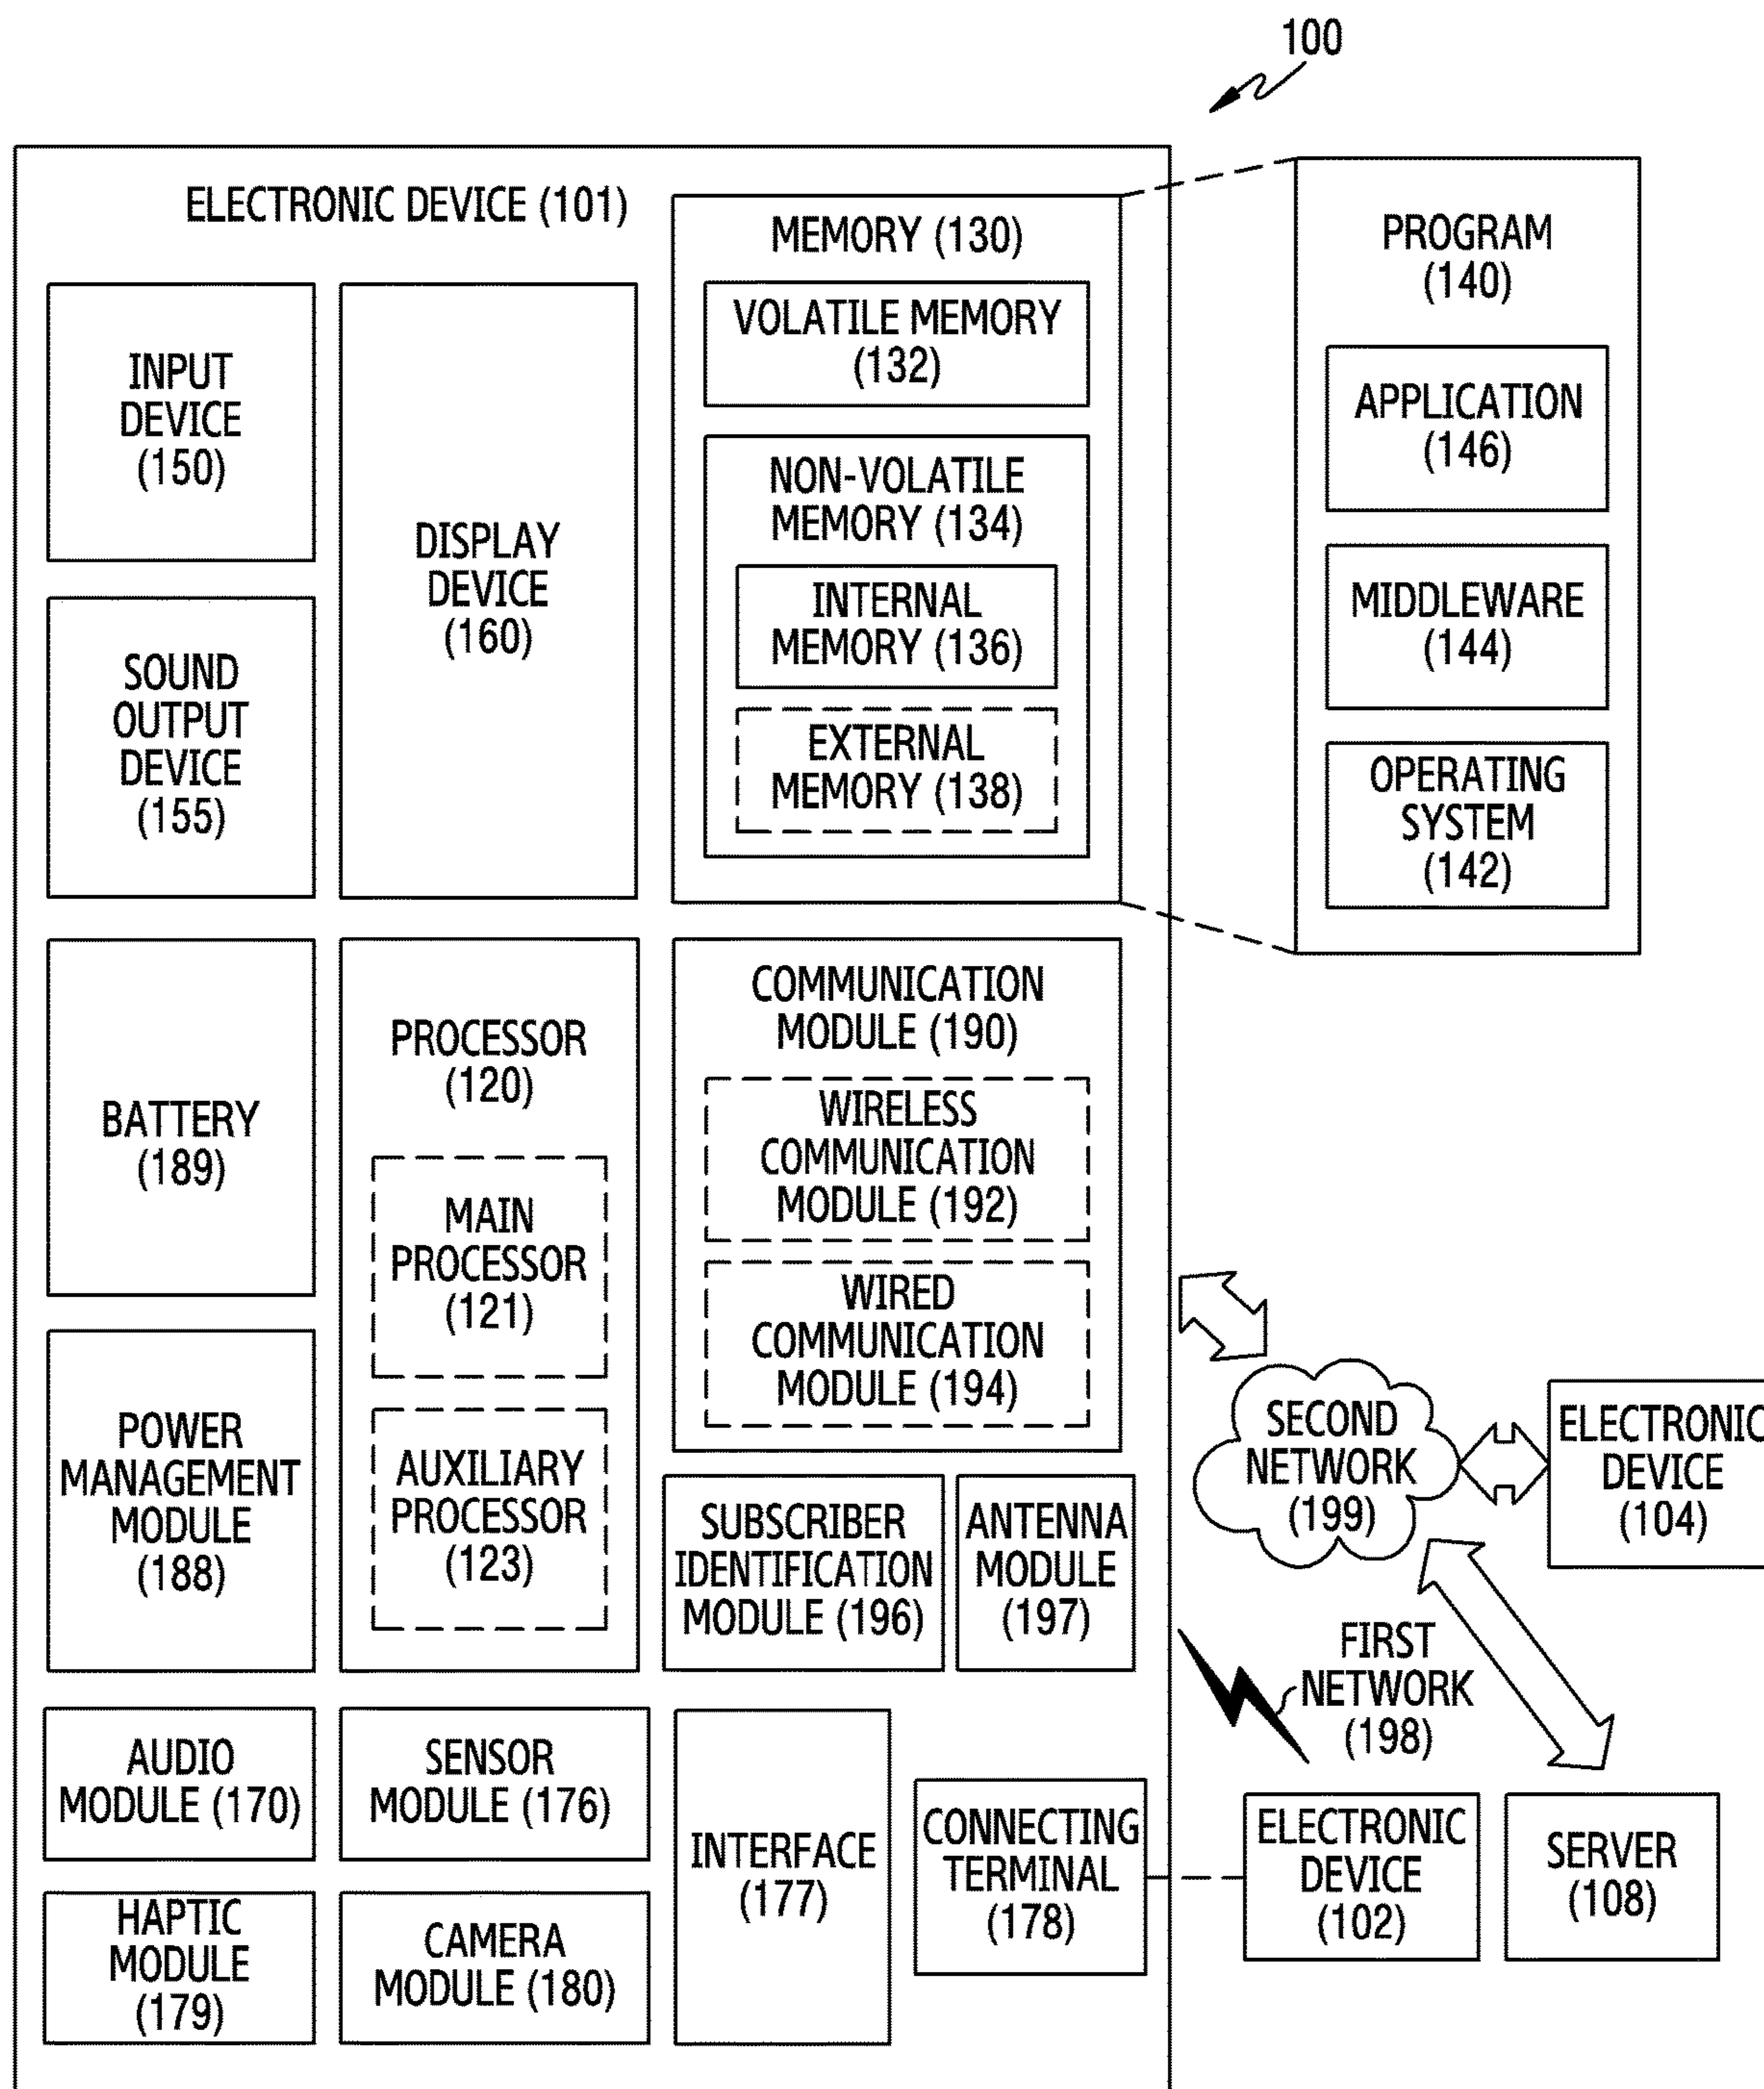 100
ELECTRONIC DEVICE (101)
INPUT
DEVICE
(150)
SOUND
OUTPUT
DEVICE
(155)
DISPLAY
DEVICE
(160)
MEMORY (130)
VOLATILE MEMORY
(132)
NON-VOLATILE
MEMORY (134)
INTERNAL
MEMORY (136)
EXTERNAL
MEMORY (138)
PROGRAM
(140)
APPLICATION
(146)
MIDDLEWARE
(144)
OPERATING
SYSTEM
(142)
BATTERY
(189)
POWER
MANAGEMENT
MODULE
(188)
PROCESSOR
(120)
MAIN
PROCESSOR
(121)
AUXILIARY
PROCESSOR
(123)
COMMUNICATION
MODULE (190)
WIRELESS
COMMUNICATION
MODULE (192)
WIRED
COMMUNICATION
MODULE (194)
SUBSCRIBER
IDENTIFICATION
MODULE (196)
ANTENNA
MODULE
(197)
SECOND
NETWORK
(199)
ELECTRONIC
DEVICE
(104)
FIRST
NETWORK
(198)
AUDIO
MODULE (170)
SENSOR
MODULE (176)
HAPTIC
MODULE
(179)
CAMERA
MODULE (180)
INTERFACE
(177)
CONNECTING
TERMINAL
(178)
ELECTRONIC
DEVICE
(102)
SERVER
(108)